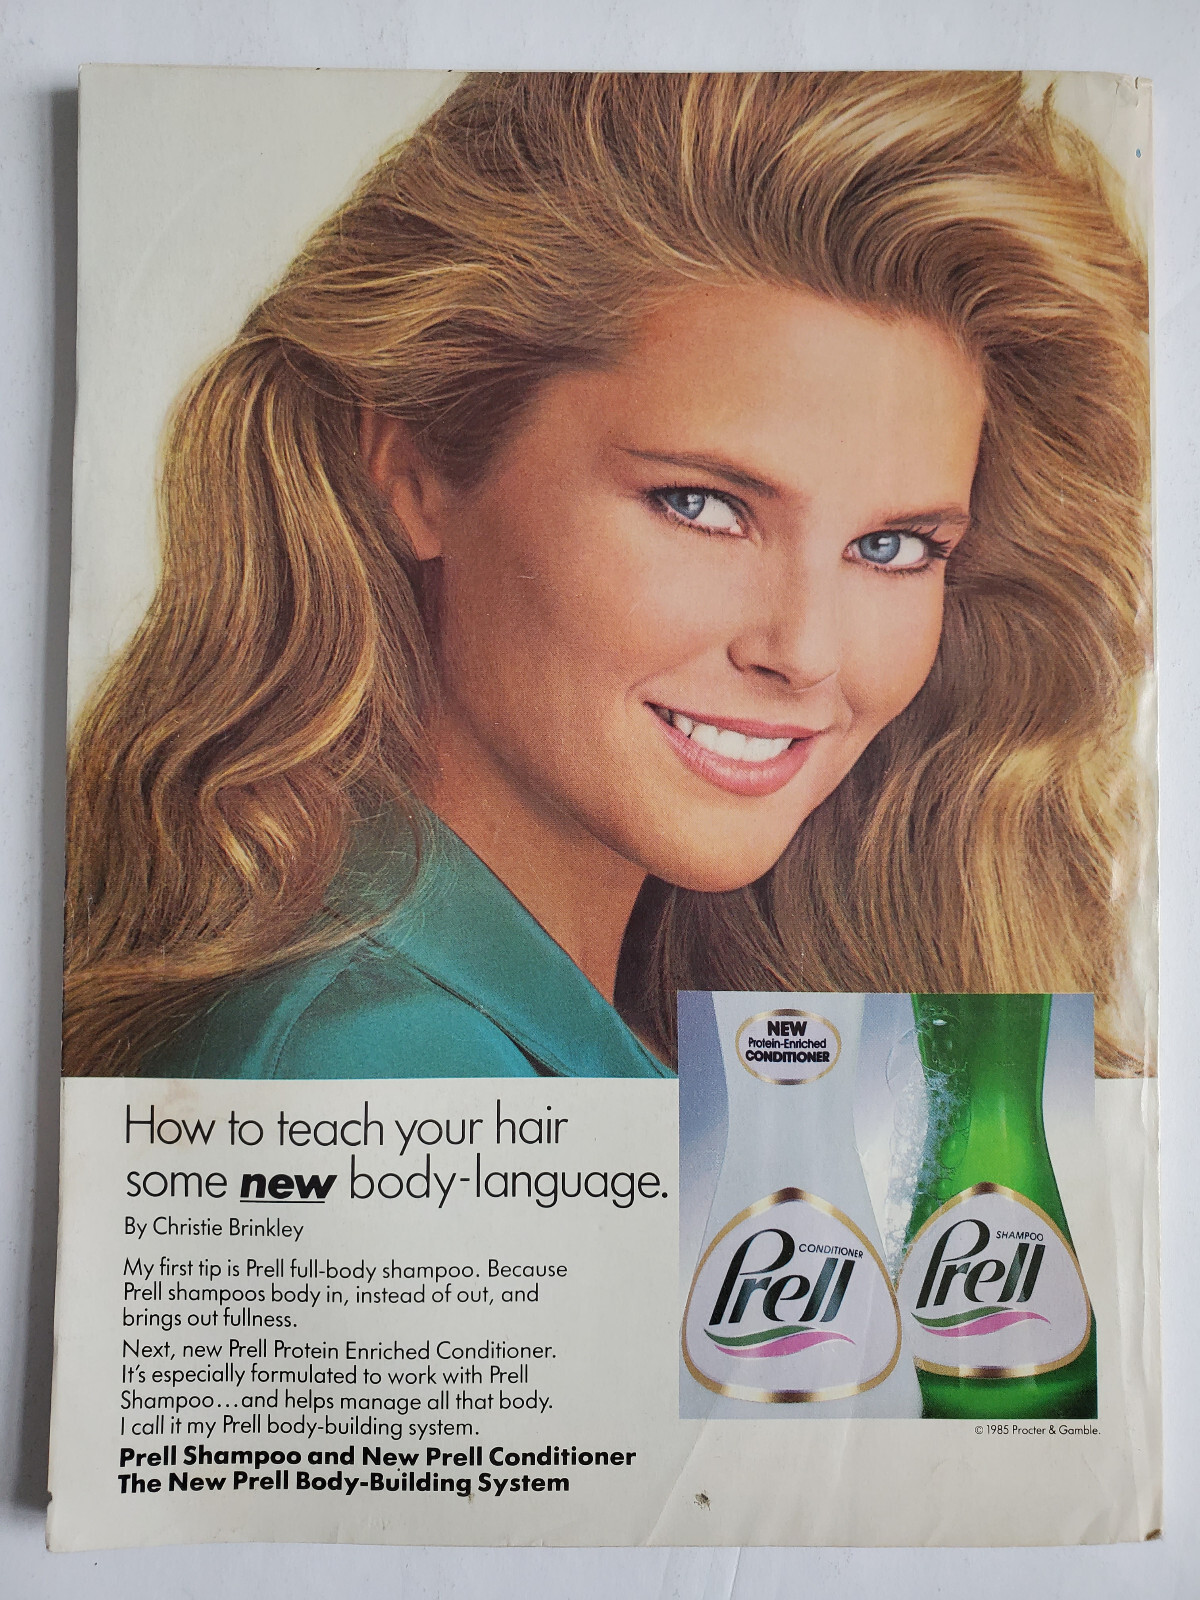 How to teach your hair
some new body-language.
By Christie Brinkley
My first tip is Prell full-body shampoo. Because
Prell shampoos body in, instead of out, and
brings out fullness.
Next, new Prell Protein Enriched Conditioner.
It's especially formulated to work with Prell
Shampoo...and helps manage all that body.
I call it my Prell body-building system.
Prell Shampoo and New Prell Conditioner
The New Prell Body-Building System
NEW
Protein-Enriched
CONDITIONER
CONDITIONER
Prell
SHAMPOO
Prell
© 1985 Procter & Gamble.